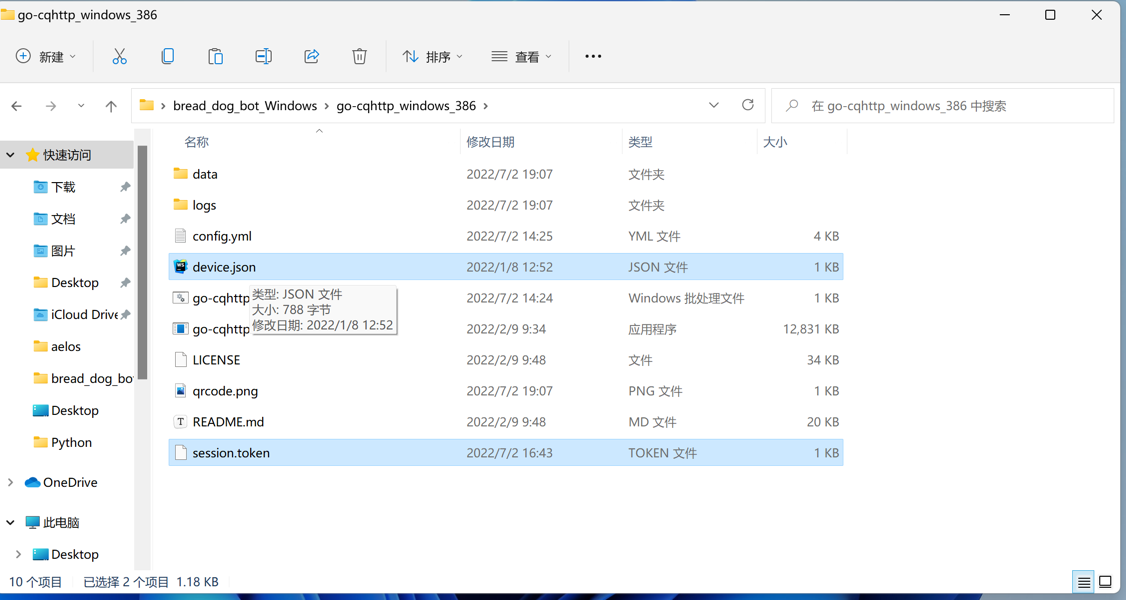 go-cqhttp_windows_386
新建 排序 查看
bread_dog_bot_Windows go-cqhttp_windows_386 在 go-cqhttp_windows_386 中搜索
名称 修改日期 类型 大小
快速访问
下载
文档
图片
Desktop
iCloud Drive
aelos
bread_dog_bo
Desktop
Python
OneDrive
此电脑
Desktop
data 2022/7/2 19:07 文件夹
logs 2022/7/2 19:07 文件夹
config.yml 2022/7/2 14:25 YML 文件 4 KB
device.json 2022/1/8 12:52 JSON 文件 1 KB
go-cqhttp 2022/7/2 14:24 Windows 批处理文件 1 KB
go-cqhttp 2022/2/9 9:34 应用程序 12,831 KB
LICENSE 2022/2/9 9:48 文件 34 KB
qrcode.png 2022/7/2 19:07 PNG 文件 1 KB
README.md 2022/2/9 9:48 MD 文件 20 KB
session.token 2022/7/2 16:43 TOKEN 文件 1 KB
类型: JSON 文件
大小: 788 字节
修改日期: 2022/1/8 12:52
10 个项目 已选择 2 个项目 1.18 KB